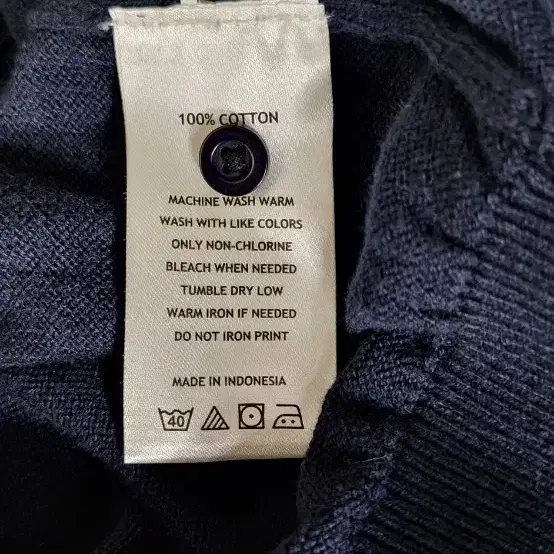 100% COTTON
MACHINE WASH WARM
WASH WITH LIKE COLORS
ONLY NON-CHLORINE
BLEACH WHEN NEEDED
TUMBLE DRY LOW
WARM IRON IF NEEDED
DO NOT IRON PRINT
MADE IN INDONESIA
40